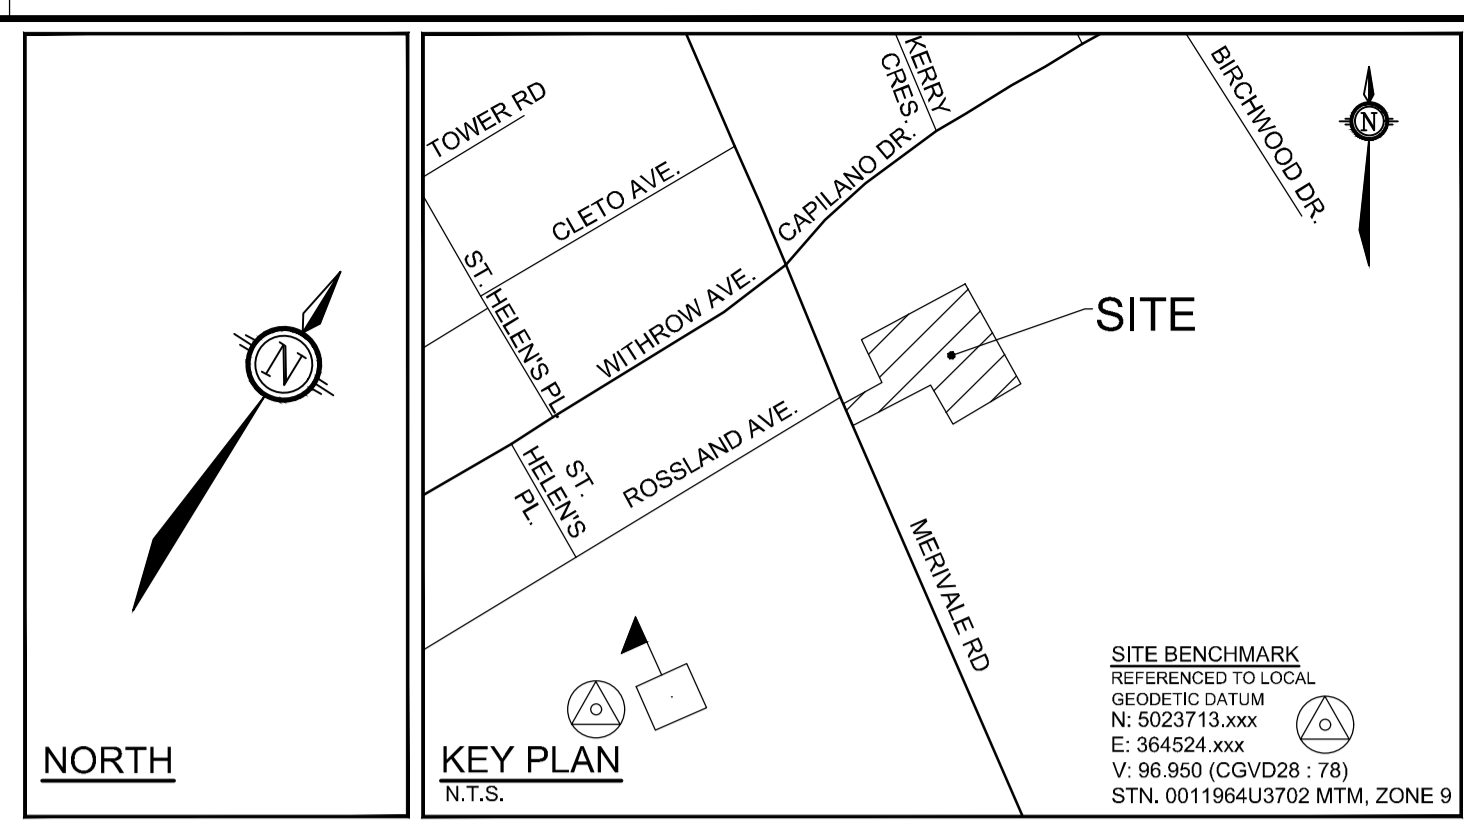 N
NORTH
TOWER RD
CLETO AVE.
ST. HELEN'S PL.
WITHROW AVE.
CAPILANO DR.
KERRY
CRES.
BIRCHWOOD DR.
N
SITE
ROSSLAND AVE.
ST.
HELEN'S
PL.
MERIVALE RD
KEY PLAN
N.T.S.
SITE BENCHMARK
REFERENCED TO LOCAL
GEODETIC DATUM
N: 5023713.xxx
E: 364524.xxx
V: 96.950 (CGVD28 : 78)
STN. 0011964U3702 MTM, ZONE 9